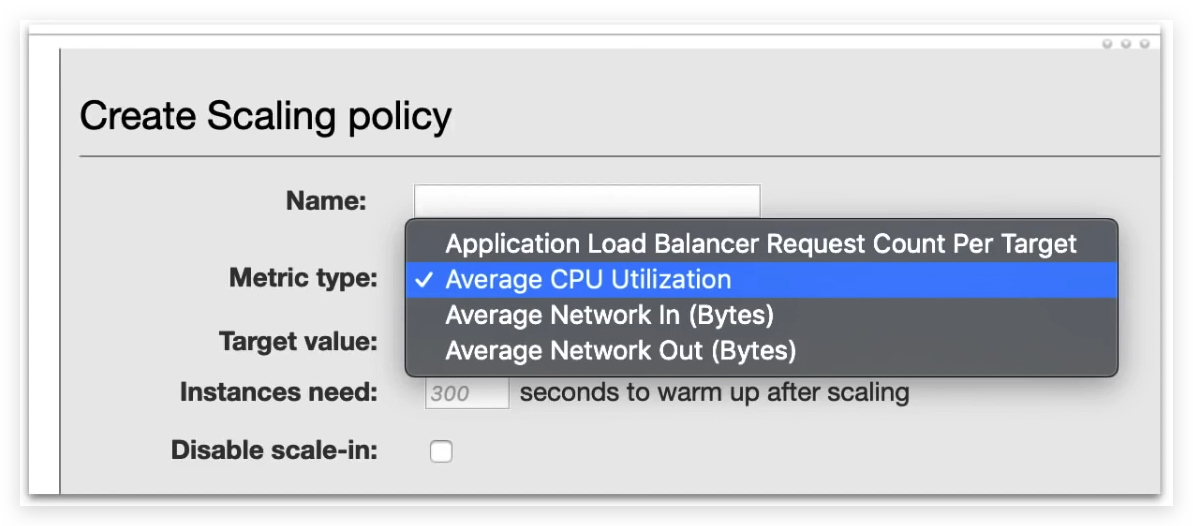 Create Scaling policy
Name:
Application Load Balancer Request Count Per Target
Metric type:
✓ Average CPU Utilization
Average Network In (Bytes)
Target value:
Average Network Out (Bytes)
Instances need: 300 seconds to warm up after scaling
Disable scale-in: